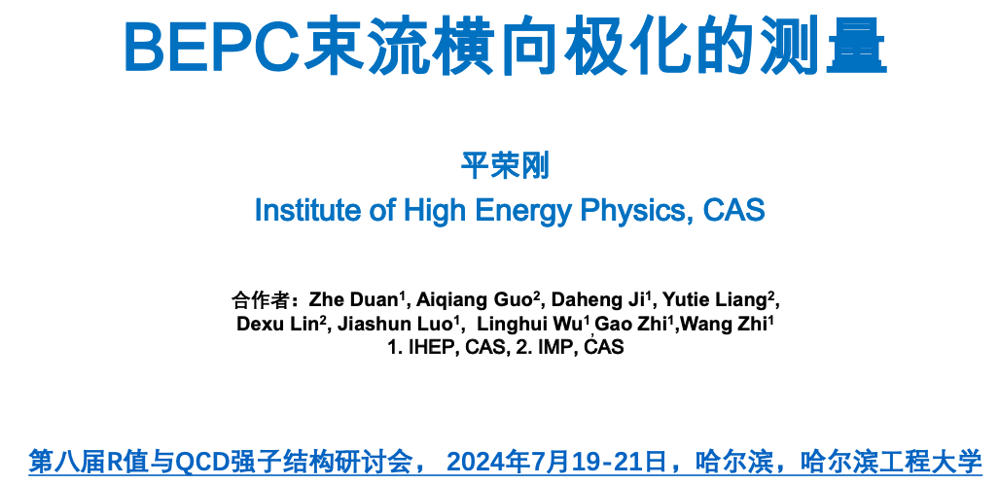 BEPC束流横向极化的测量
平荣刚
Institute of High Energy Physics, CAS
合作者：Zhe Duan¹, Aiqiang Guo², Daheng Ji¹, Yutie Liang²,
Dexu Lin², Jiashun Luo¹, Linghui Wu¹,Gao Zhi¹,Wang Zhi¹
1. IHEP, CAS, 2. IMP, CAS
第八届R值与QCD强子结构研讨会， 2024年7月19-21日，哈尔滨，哈尔滨工程大学